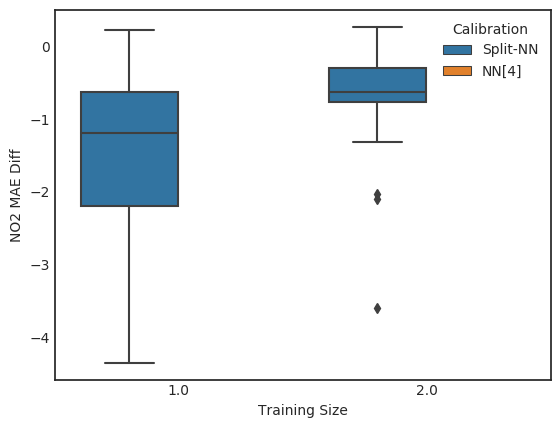 Calibration
Split-NN
NN[4]
0
−1
−2
−3
−4
NO2 MAE Diff
1.0
2.0
Training Size